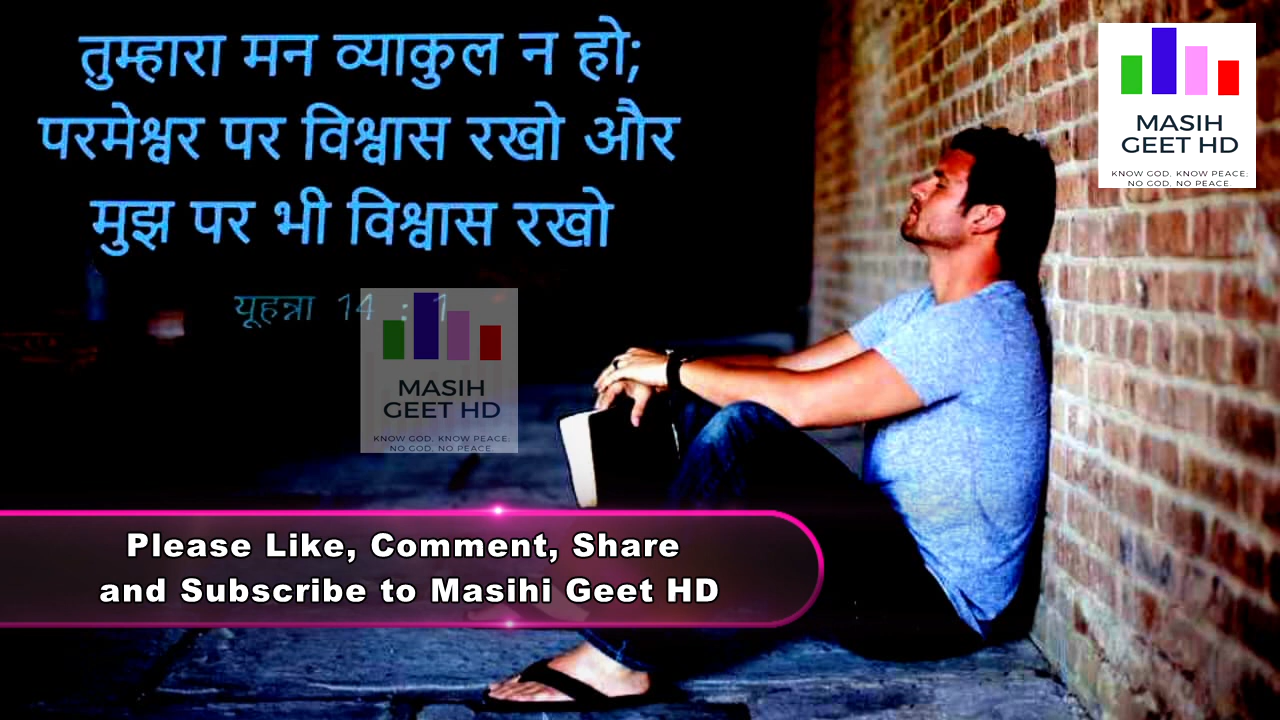 तुम्हारा मन व्याकुल न हो;
परमेश्वर पर विश्वास रखो और
मुझ पर भी विश्वास रखो
यूहन्ना 14 : 1
MASIH
GEET HD
KNOW GOD, KNOW PEACE;
NO GOD, NO PEACE.
MASIH
GEET HD
KNOW GOD, KNOW PEACE;
NO GOD, NO PEACE.
Please Like, Comment, Share
and Subscribe to Masihi Geet HD